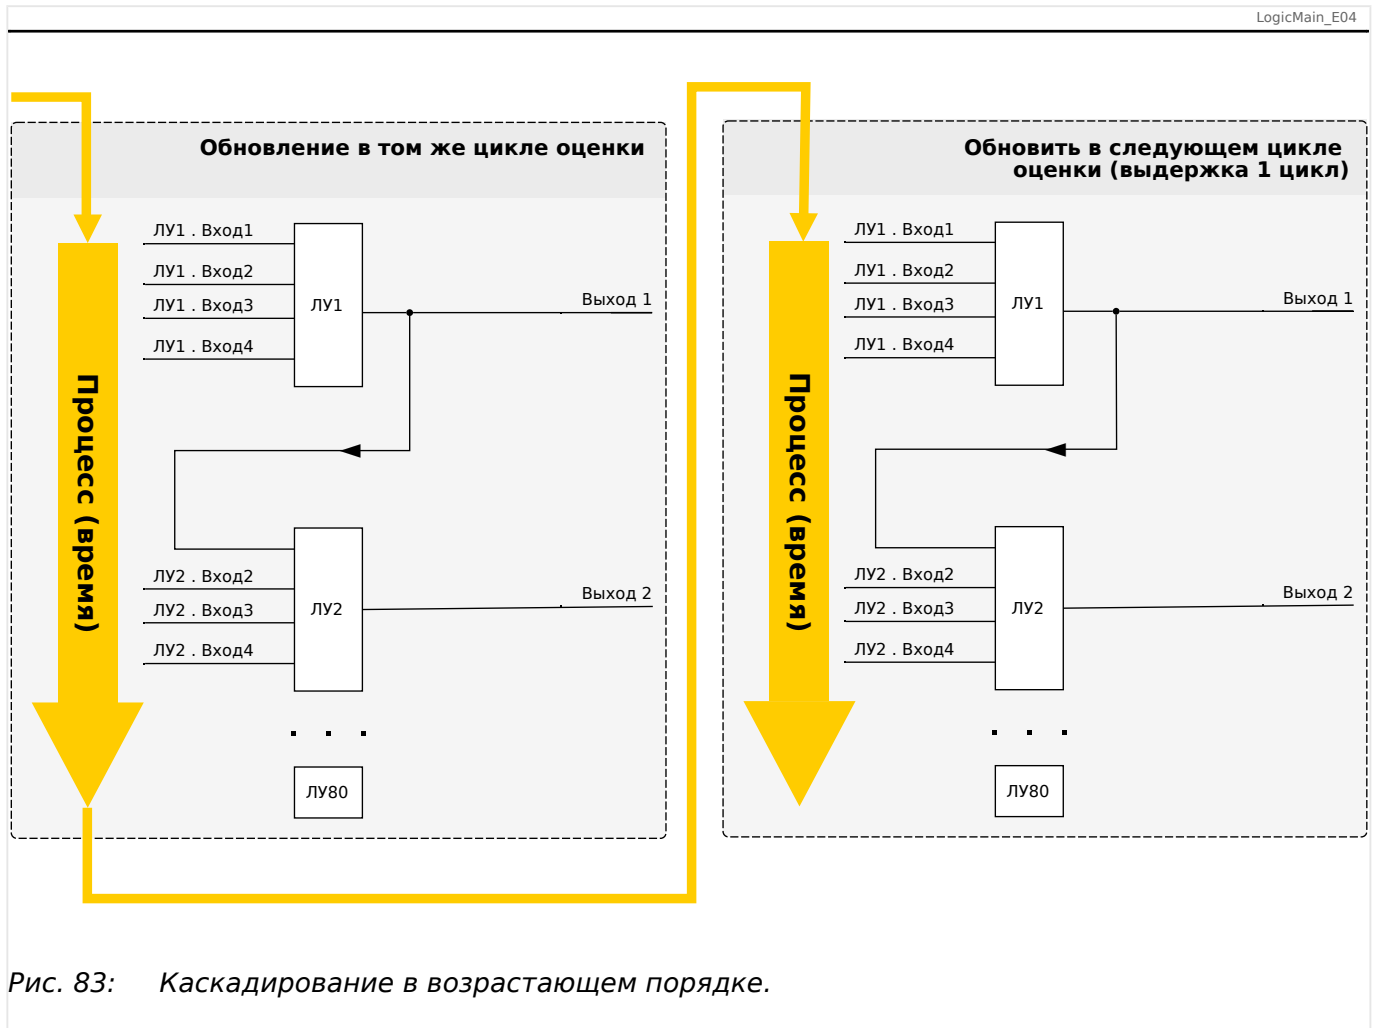 LogicMain_E04
Обновление в том же цикле оценки
ЛУ1 . Вход1
ЛУ1 . Вход2
ЛУ1 . Вход3
ЛУ1 . Вход4
ЛУ1
Выход 1
Процесс (время)
ЛУ2 . Вход2
ЛУ2 . Вход3
ЛУ2 . Вход4
ЛУ2
Выход 2
. . .
ЛУ80
Обновить в следующем цикле
оценки (выдержка 1 цикл)
ЛУ1 . Вход1
ЛУ1 . Вход2
ЛУ1 . Вход3
ЛУ1 . Вход4
ЛУ1
Выход 1
Процесс (время)
ЛУ2 . Вход2
ЛУ2 . Вход3
ЛУ2 . Вход4
ЛУ2
Выход 2
. . .
ЛУ80
Рис. 83: Каскадирование в возрастающем порядке.